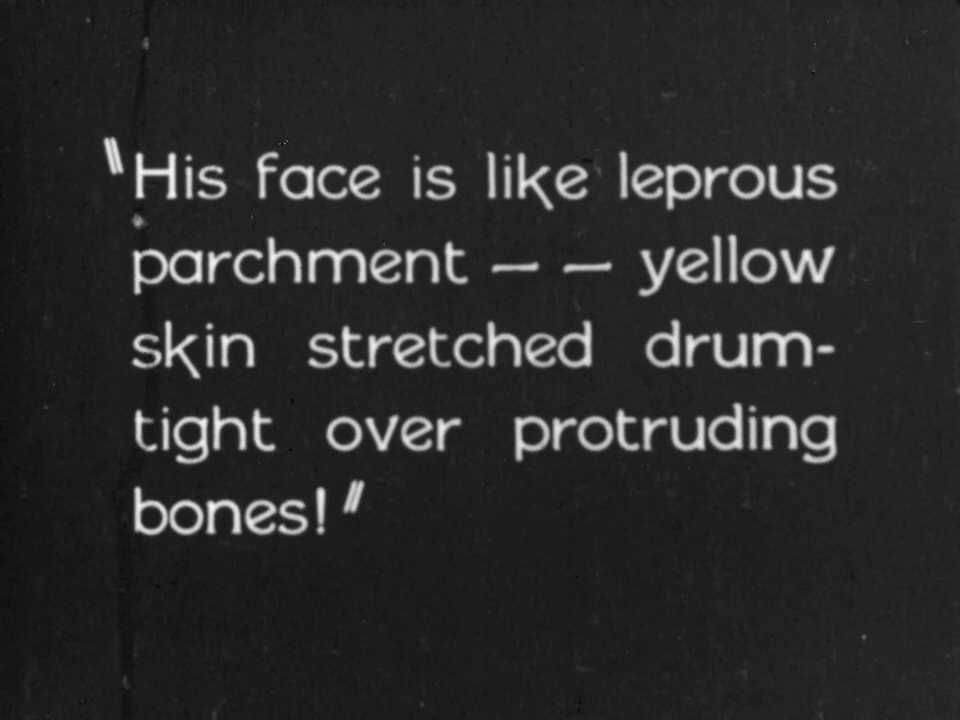 "His face is like leprous
parchment — — yellow
skin stretched drum-
tight over protruding
bones!"